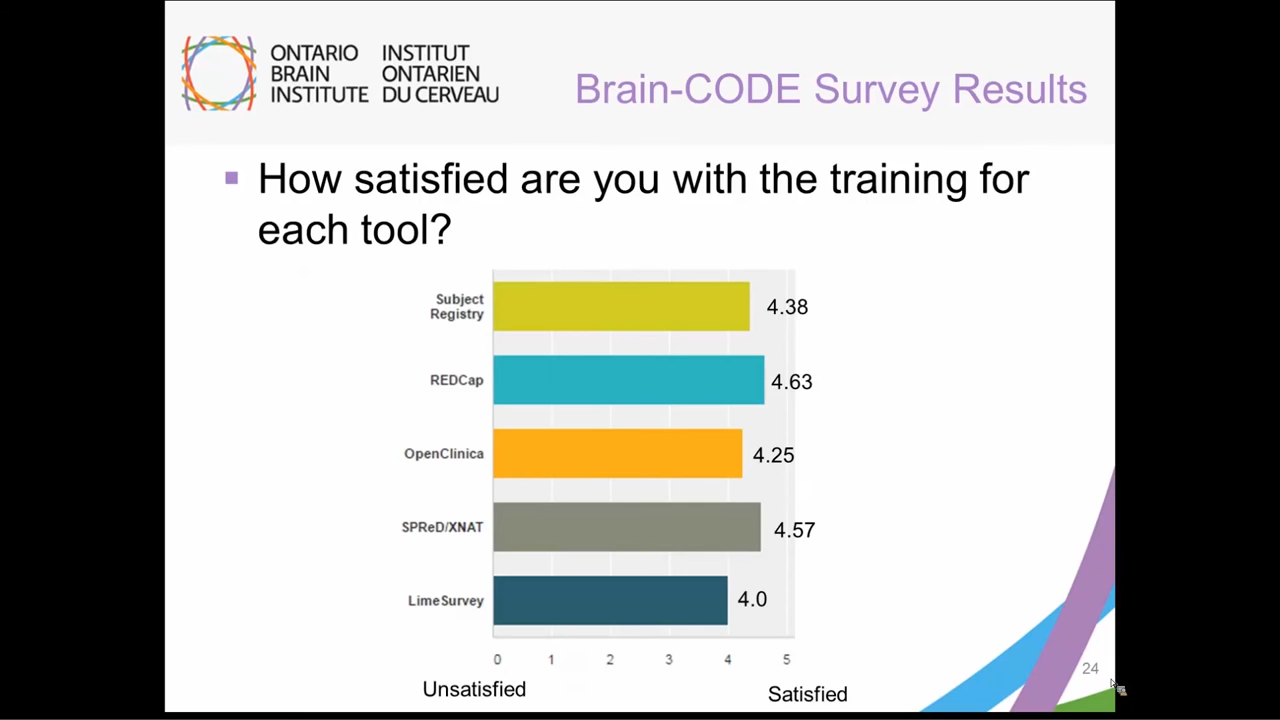 ONTARIO
BRAIN
INSTITUTE
INSTITUT
ONTARIEN
DU CERVEAU
Brain-CODE Survey Results
How satisfied are you with the training for
each tool?
Subject
Registry
4.38
REDCap
4.63
OpenClinica
4.25
SPReD/XNAT
4.57
LimeSurvey
4.0
0 1 2 3 4 5
Unsatisfied
Satisfied
24